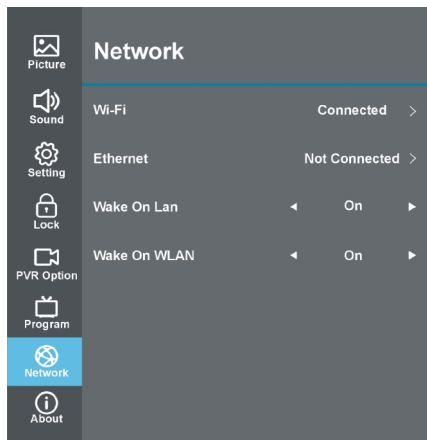 Picture
Sound
Setting
Lock
PVR Option
Program
Network
About
Network
Wi-Fi Connected >
Ethernet Not Connected >
Wake On Lan ◀ On ▶
Wake On WLAN ◀ On ▶